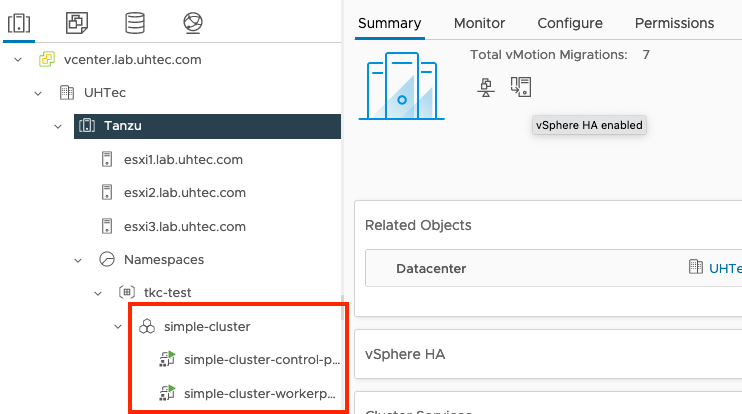 Summary Monitor Configure Permissions
vcenter.lab.uhtec.com
UHTec
Tanzu
esxi1.lab.uhtec.com
esxi2.lab.uhtec.com
esxi3.lab.uhtec.com
Namespaces
tkc-test
simple-cluster
simple-cluster-control-p...
simple-cluster-workerp...
Total vMotion Migrations: 7
vSphere HA enabled
Related Objects
Datacenter UHTe
vSphere HA
Cluster Services